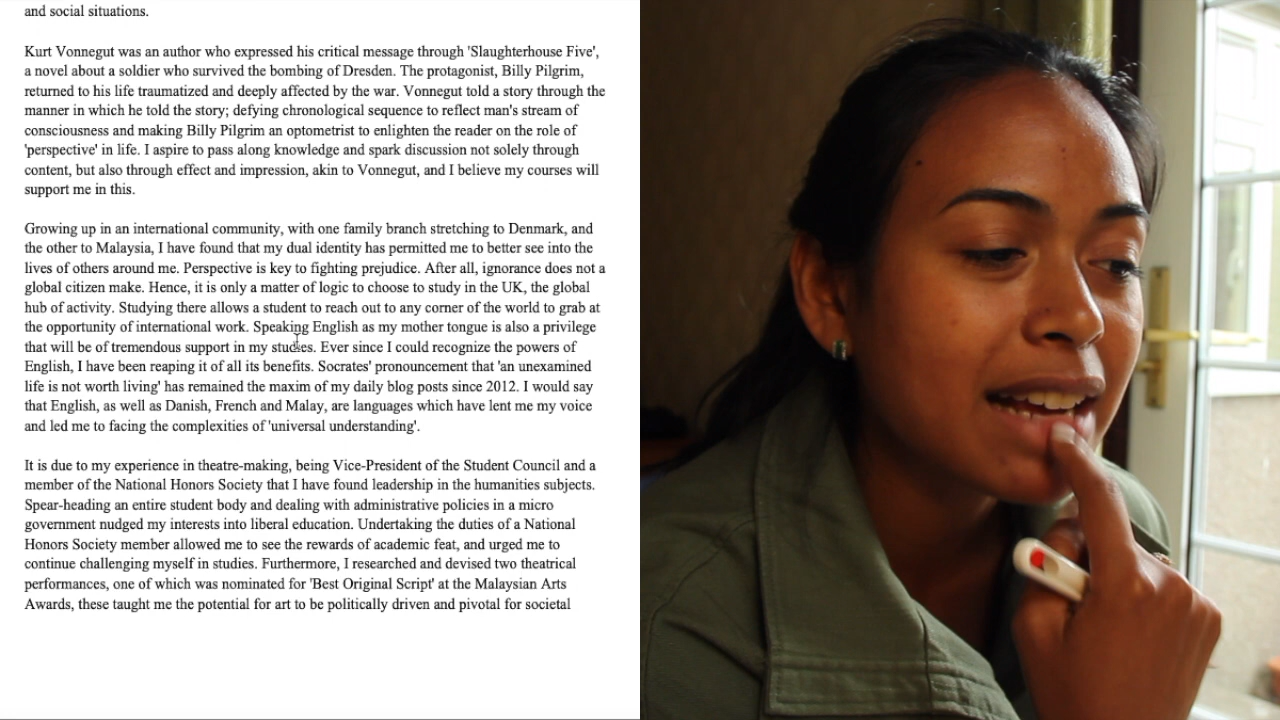 and social situations.
Kurt Vonnegut was an author who expressed his critical message through 'Slaughterhouse Five',
a novel about a soldier who survived the bombing of Dresden. The protagonist, Billy Pilgrim,
returned to his life traumatized and deeply affected by the war. Vonnegut told a story through the
manner in which he told the story; defying chronological sequence to reflect man's stream of
consciousness and making Billy Pilgrim an optometrist to enlighten the reader on the role of
'perspective' in life. I aspire to pass along knowledge and spark discussion not solely through
content, but also through effect and impression, akin to Vonnegut, and I believe my courses will
support me in this.
Growing up in an international community, with one family branch stretching to Denmark, and
the other to Malaysia, I have found that my dual identity has permitted me to better see into the
lives of others around me. Perspective is key to fighting prejudice. After all, ignorance does not a
global citizen make. Hence, it is only a matter of logic to choose to study in the UK, the global
hub of activity. Studying there allows a student to reach out to any corner of the world to grab at
the opportunity of international work. Speaking English as my mother tongue is also a privilege
that will be of tremendous support in my studies. Ever since I could recognize the powers of
English, I have been reaping it of all its benefits. Socrates' pronouncement that 'an unexamined
life is not worth living' has remained the maxim of my daily blog posts since 2012. I would say
that English, as well as Danish, French and Malay, are languages which have lent me my voice
and led me to facing the complexities of 'universal understanding'.
It is due to my experience in theatre-making, being Vice-President of the Student Council and a
member of the National Honors Society that I have found leadership in the humanities subjects.
Spear-heading an entire student body and dealing with administrative policies in a micro
government nudged my interests into liberal education. Undertaking the duties of a National
Honors Society member allowed me to see the rewards of academic feat, and urged me to
continue challenging myself in studies. Furthermore, I researched and devised two theatrical
performances, one of which was nominated for 'Best Original Script' at the Malaysian Arts
Awards, these taught me the potential for art to be politically driven and pivotal for societal